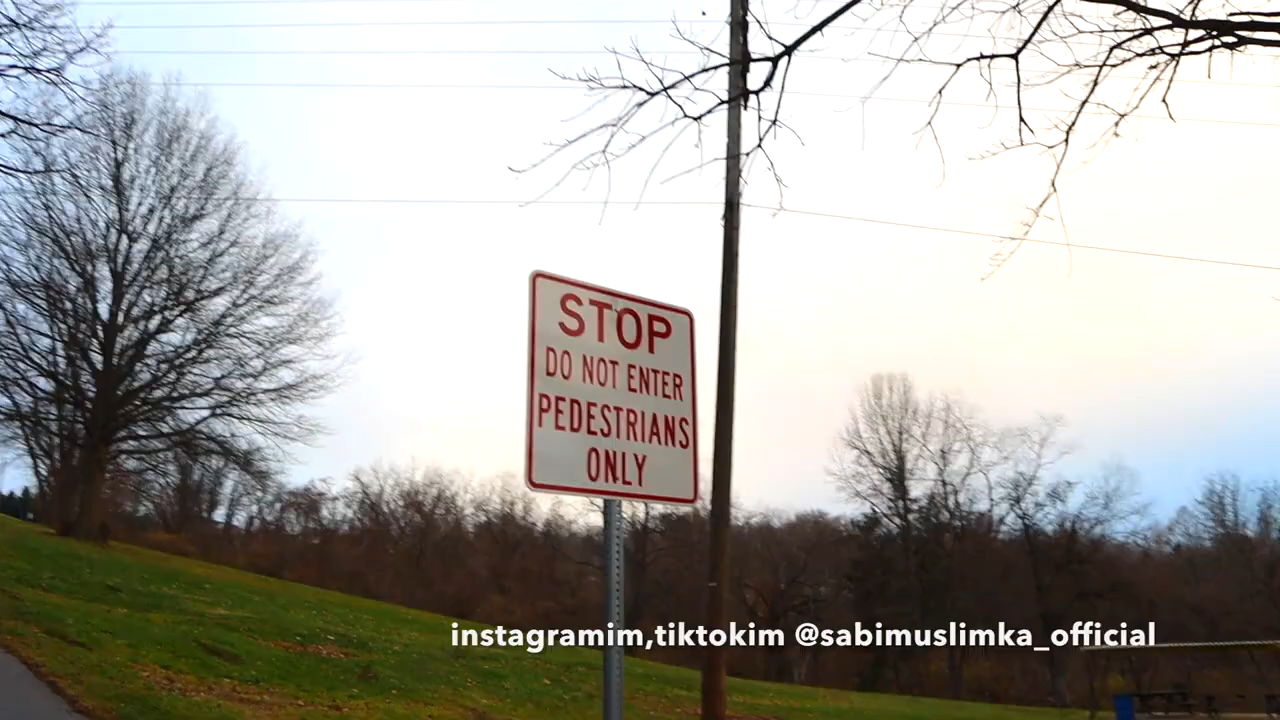 STOP
DO NOT ENTER
PEDESTRIANS
ONLY
instagramim,tiktokim @sabimuslimka_official